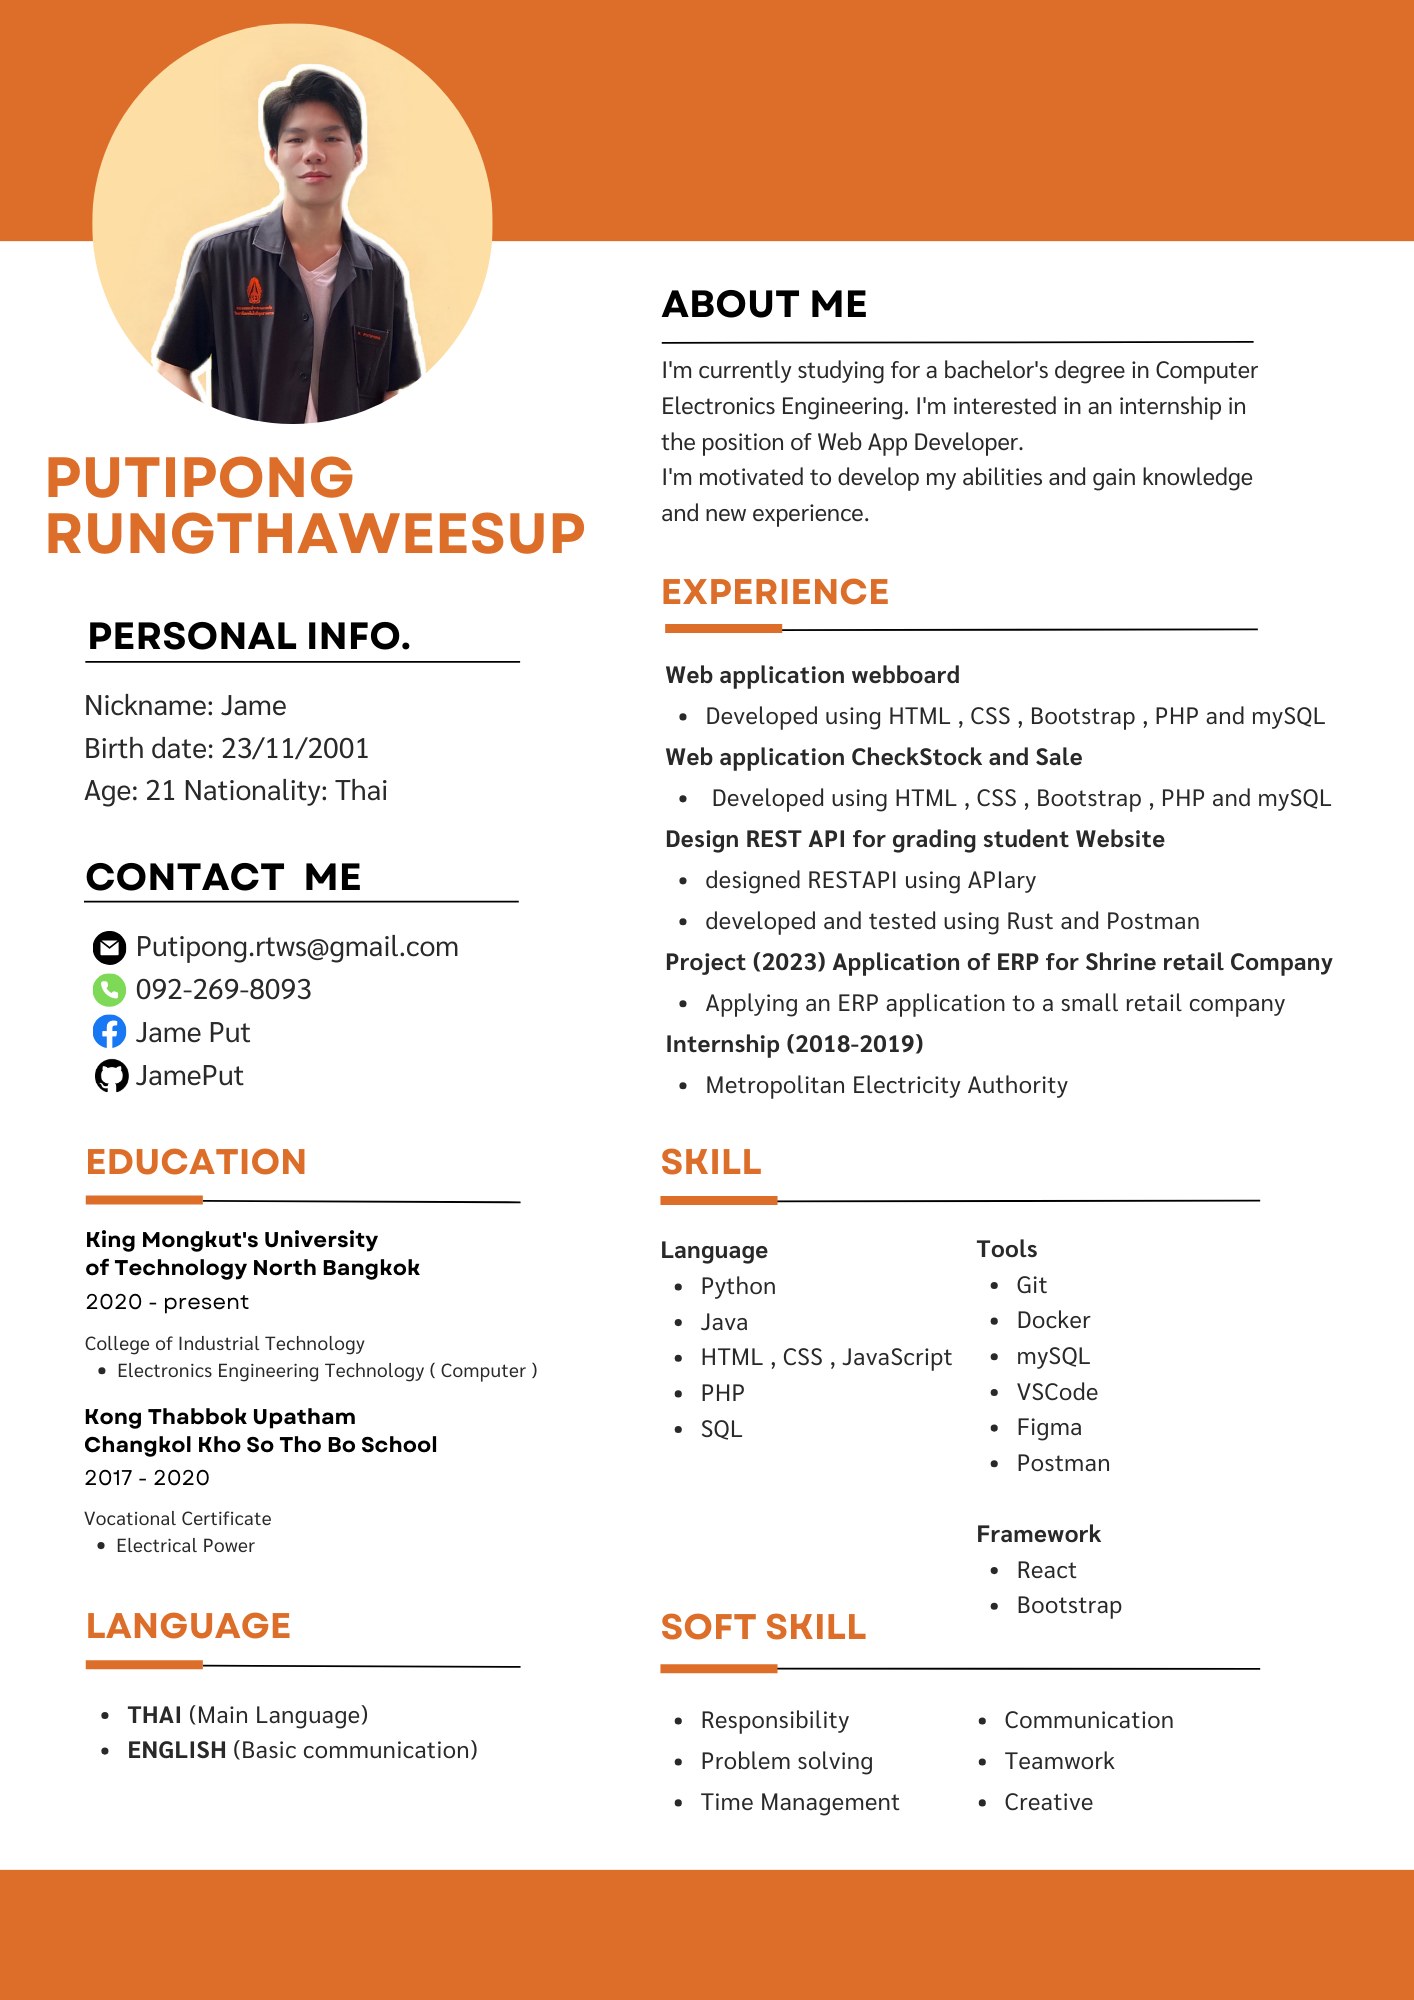 PUTIPONG
RUNGTHAWEESUP
PERSONAL INFO.
Nickname: Jame
Birth date: 23/11/2001
Age: 21 Nationality: Thai
CONTACT ME
Putipong.rtws@gmail.com
092-269-8093
Jame Put
JamePut
EDUCATION
King Mongkut's University
of Technology North Bangkok
2020 - present
College of Industrial Technology
• Electronics Engineering Technology ( Computer )
Kong Thabbok Upatham
Changkol Kho So Tho Bo School
2017 - 2020
Vocational Certificate
• Electrical Power
LANGUAGE
• THAI (Main Language)
• ENGLISH (Basic communication)
ABOUT ME
I'm currently studying for a bachelor's degree in Computer
Electronics Engineering. I'm interested in an internship in
the position of Web App Developer.
I'm motivated to develop my abilities and gain knowledge
and new experience.
EXPERIENCE
Web application webboard
• Developed using HTML , CSS , Bootstrap , PHP and mySQL
Web application CheckStock and Sale
• Developed using HTML , CSS , Bootstrap , PHP and mySQL
Design REST API for grading student Website
• designed RESTAPI using APIary
• developed and tested using Rust and Postman
Project (2023) Application of ERP for Shrine retail Company
• Applying an ERP application to a small retail company
Internship (2018-2019)
• Metropolitan Electricity Authority
SKILL
Language
• Python
• Java
• HTML , CSS , JavaScript
• PHP
• SQL
Tools
• Git
• Docker
• mySQL
• VSCode
• Figma
• Postman
Framework
• React
• Bootstrap
SOFT SKILL
• Responsibility
• Problem solving
• Time Management
• Communication
• Teamwork
• Creative